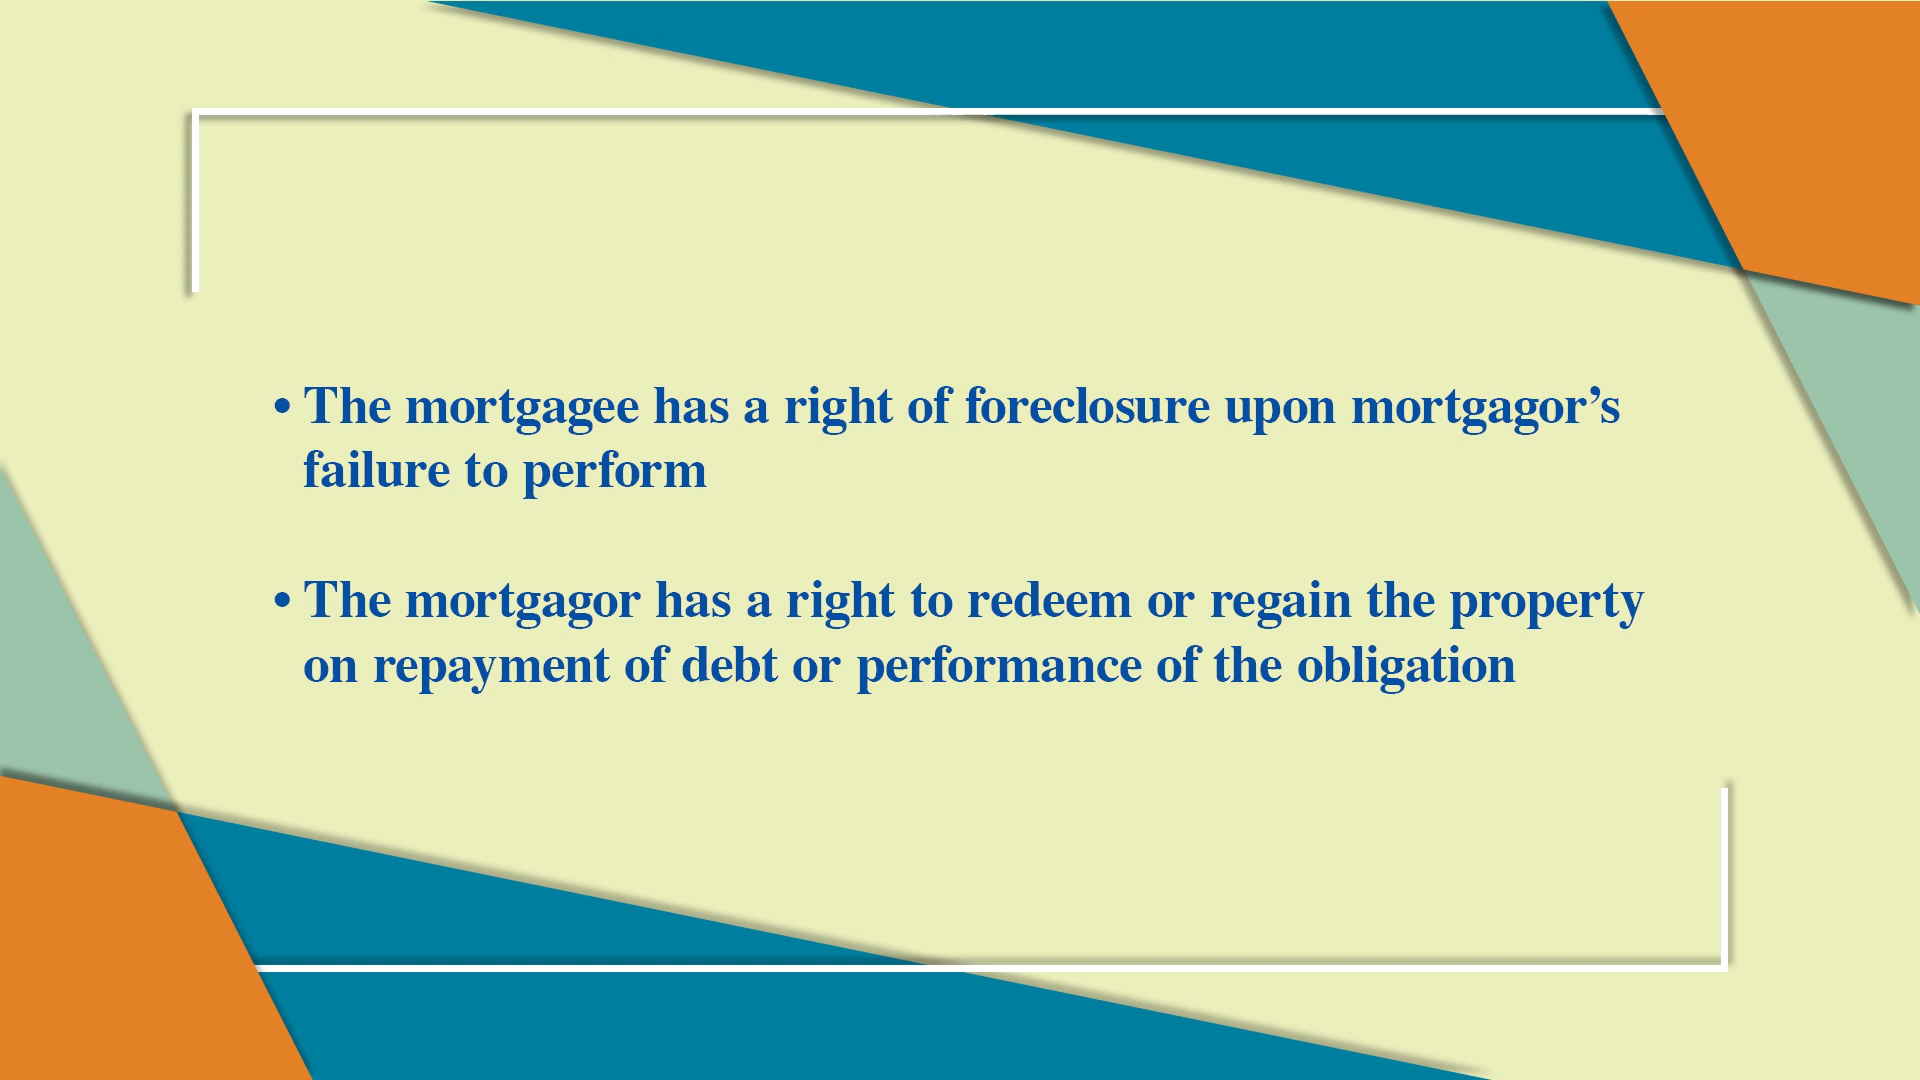 • The mortgagee has a right of foreclosure upon mortgagor’s
failure to perform
• The mortgagor has a right to redeem or regain the property
on repayment of debt or performance of the obligation